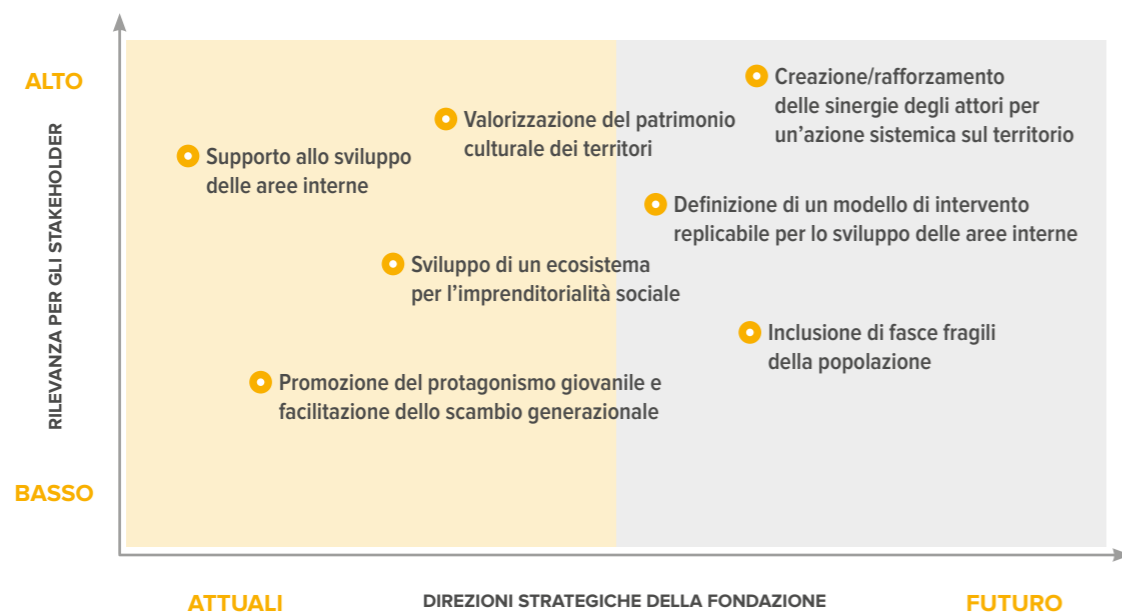 ALTO
RILEVANZA PER GLI STAKEHOLDER
BASSO
Creazione/rafforzamento
delle sinergie degli attori per
un'azione sistemica sul territorio
Valorizzazione del patrimonio
culturale dei territori
Supporto allo sviluppo
delle aree interne
Definizione di un modello di intervento
replicabile per lo sviluppo delle aree interne
Sviluppo di un ecosistema
per l'imprenditorialità sociale
Inclusione di fasce fragili
della popolazione
Promozione del protagonismo giovanile e
facilitazione dello scambio generazionale
ATTUALI
DIREZIONI STRATEGICHE DELLA FONDAZIONE
FUTURO